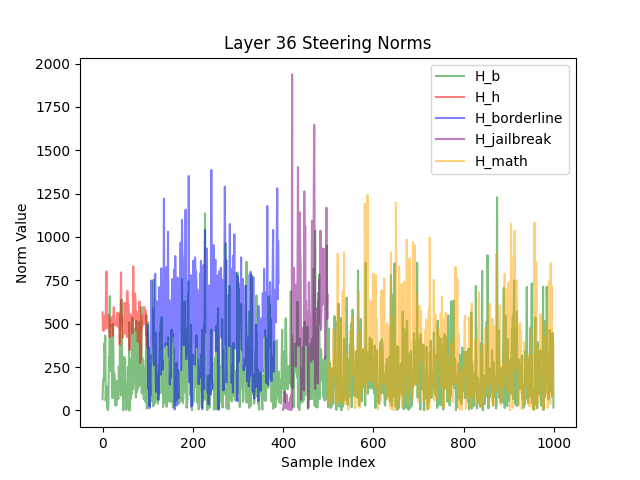 Layer 36 Steering Norms
Norm Value
2000
1750
1500
1250
1000
750
500
250
0
H_b
H_h
H_borderline
H_jailbreak
H_math
0 200 400 600 800 1000
Sample Index